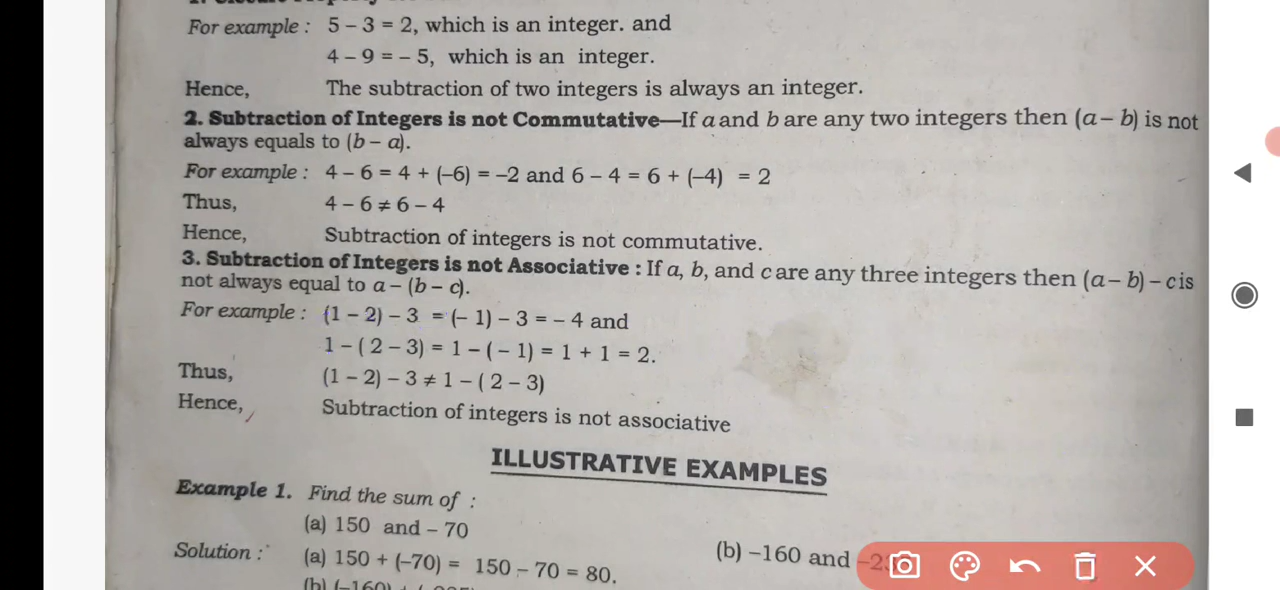 For example : 5 – 3 = 2, which is an integer. and
4 – 9 = – 5, which is an integer.
Hence, The subtraction of two integers is always an integer.
2. Subtraction of Integers is not Commutative—If a and b are any two integers then (a – b) is not
always equals to (b – a).
For example : 4 – 6 = 4 + (–6) = –2 and 6 – 4 = 6 + (–4) = 2
Thus, 4 – 6 ≠ 6 – 4
Hence, Subtraction of integers is not commutative.
3. Subtraction of Integers is not Associative : If a, b, and c are any three integers then (a – b) – c is
not always equal to a – (b – c).
For example : (1 – 2) – 3 = (– 1) – 3 = – 4 and
1 – ( 2 – 3) = 1 – ( – 1) = 1 + 1 = 2.
Thus, (1 – 2) – 3 ≠ 1 – ( 2 – 3)
Hence, Subtraction of integers is not associative
ILLUSTRATIVE EXAMPLES
Example 1. Find the sum of :
(a) 150 and – 70
(b) –160 and
Solution : (a) 150 + (–70) = 150 – 70 = 80.